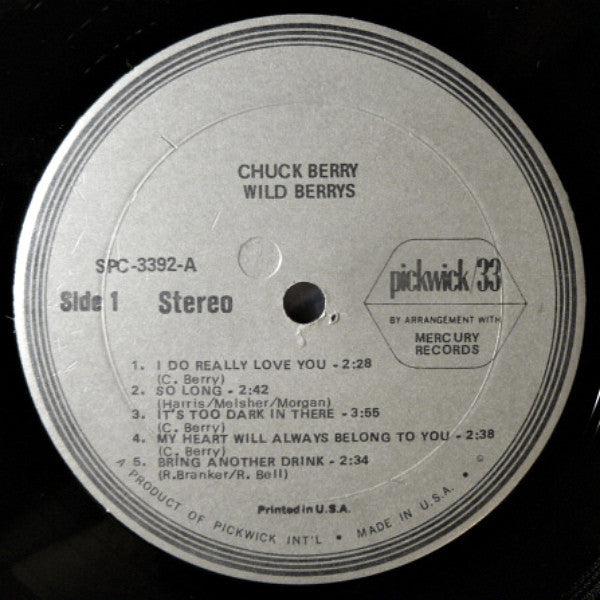 CHUCK BERRY
WILD BERRYS
SPC-3392-A
Side 1 Stereo
pickwick/33
BY ARRANGEMENT WITH
MERCURY
RECORDS
1. I DO REALLY LOVE YOU - 2:28
(C. Berry)
2. SO LONG - 2:42
(Harris/Melsher/Morgan)
3. IT'S TOO DARK IN THERE - 3:55
(C. Berry)
4. MY HEART WILL ALWAYS BELONG TO YOU - 2:38
(C. Berry)
5. BRING ANOTHER DRINK - 2:34
(R.Branker/R. Bell)
Printed in U.S.A.
A PRODUCT OF PICKWICK INT'L • MADE IN U.S.A. • ©